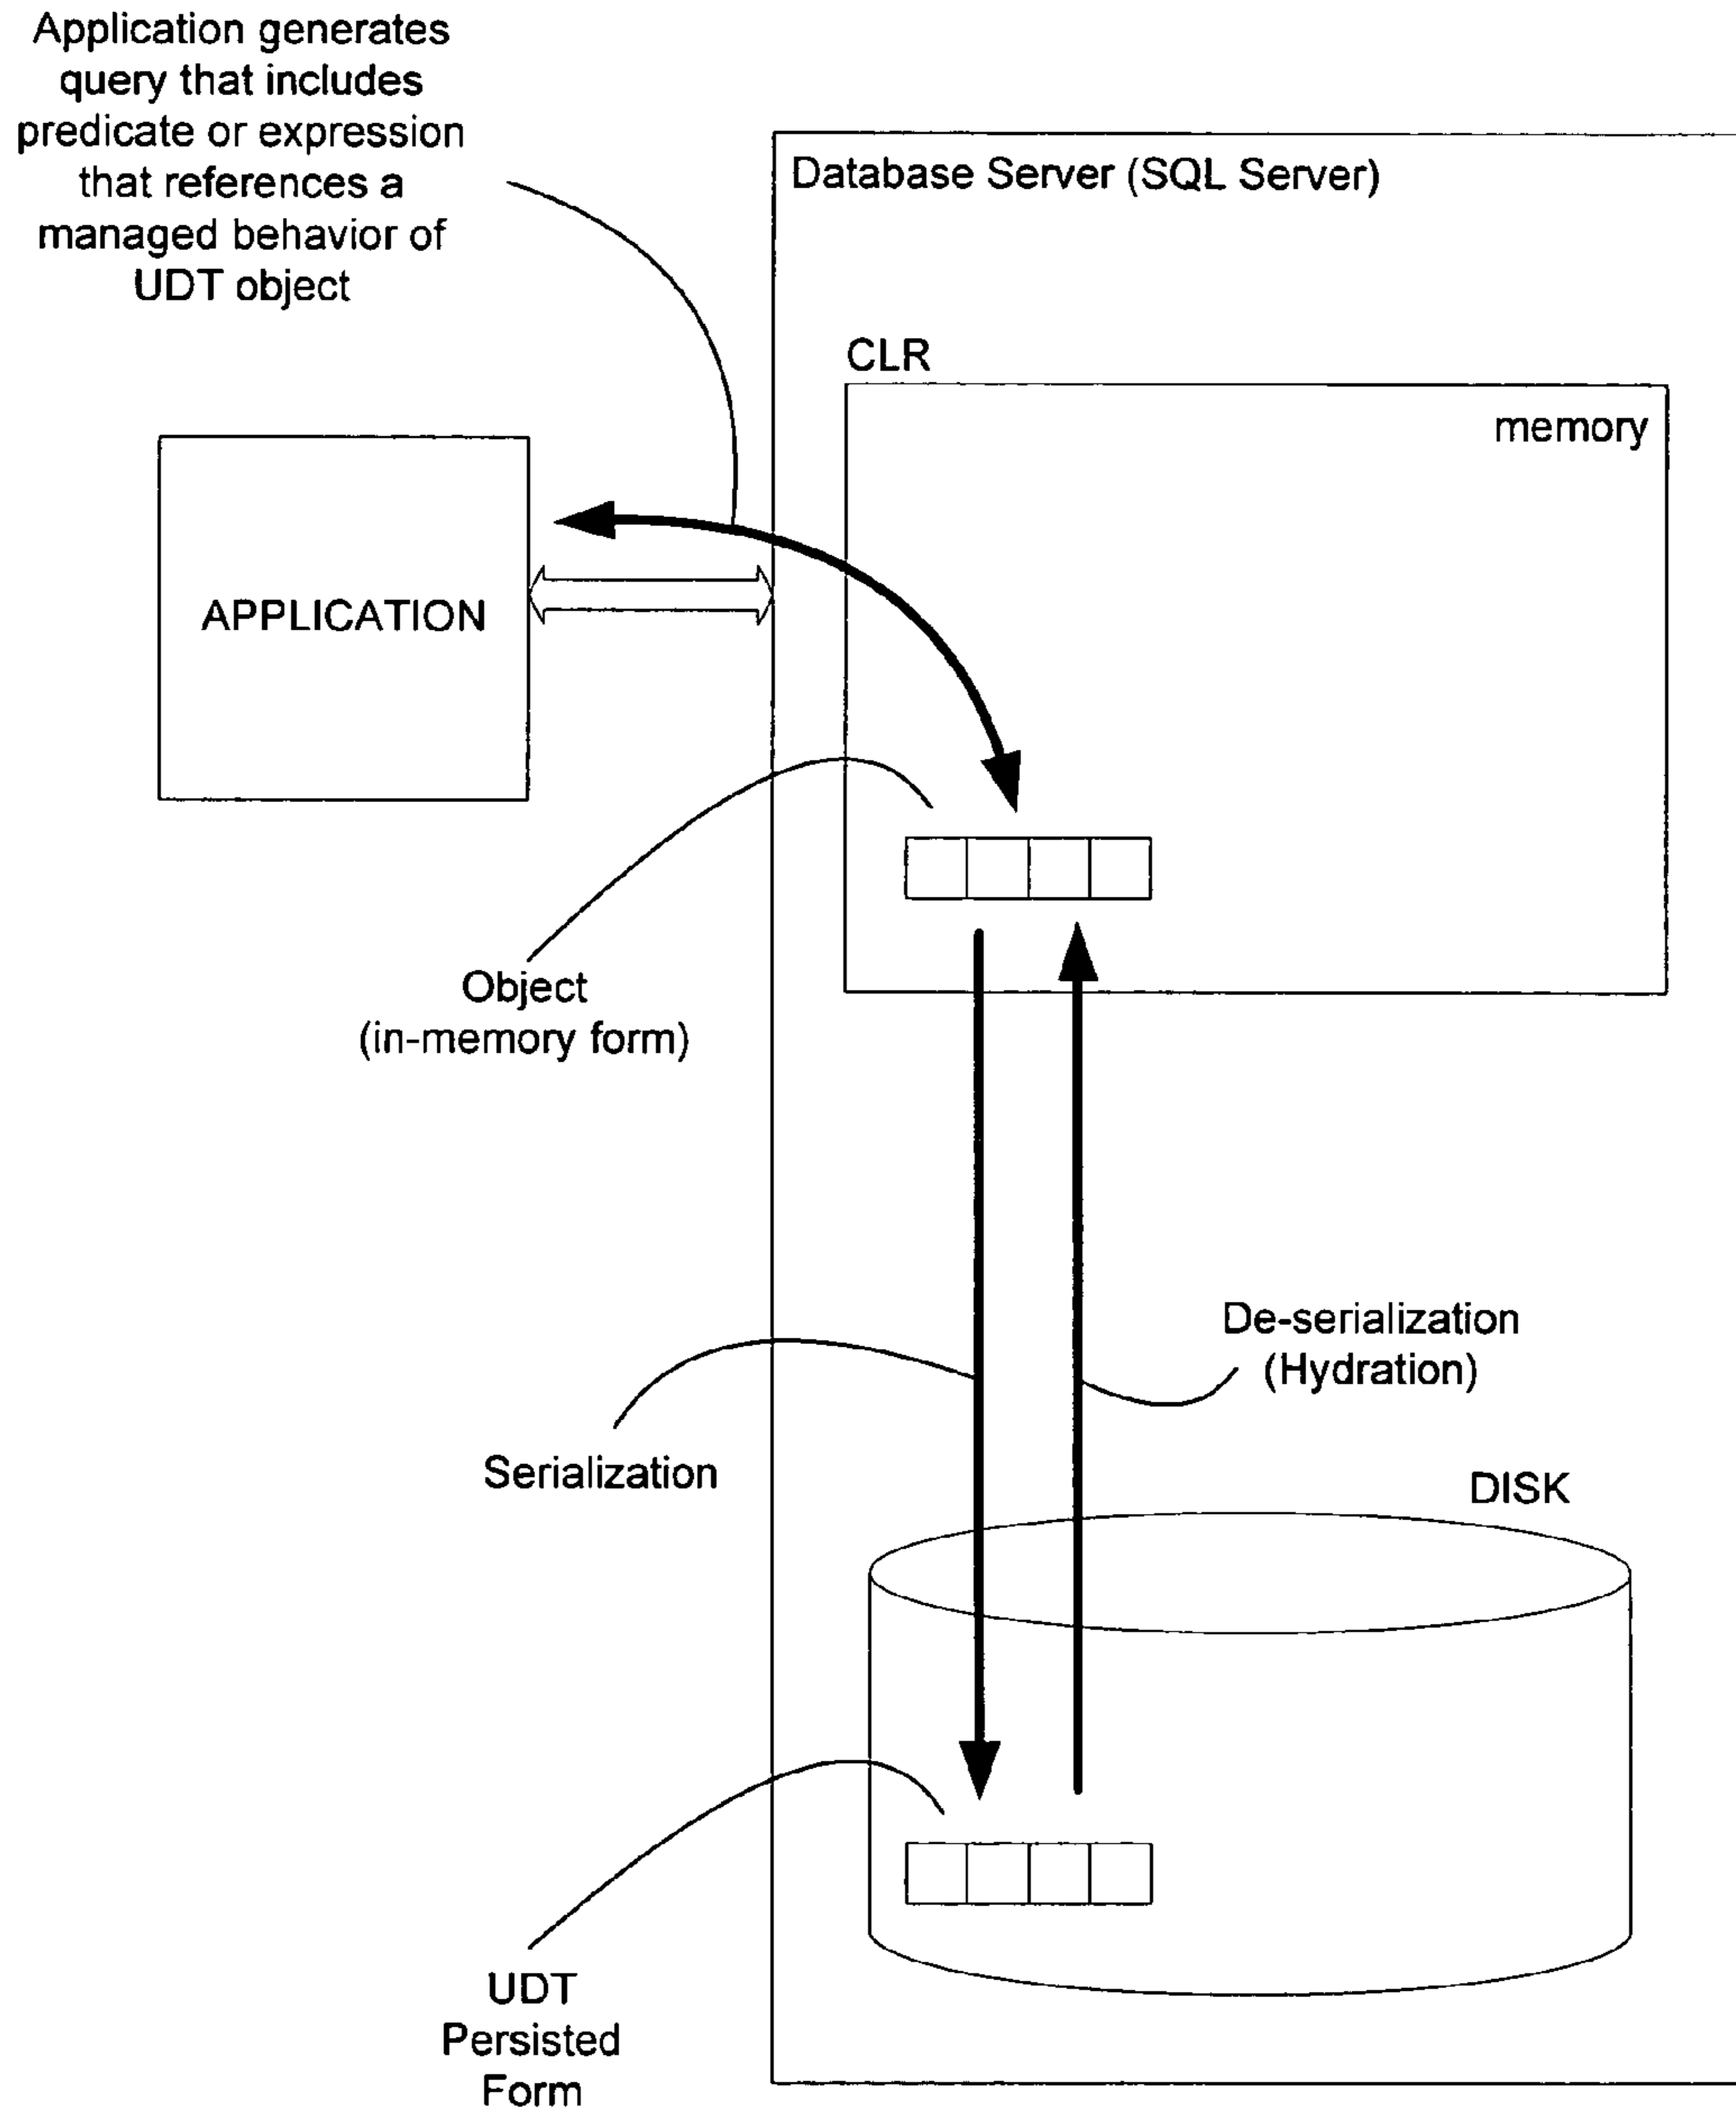 Application generates
query that includes
predicate or expression
that references a
managed behavior of
UDT object
Database Server (SQL Server)
CLR
memory
APPLICATION
Object
(in-memory form)
De-serialization
(Hydration)
Serialization
DISK
UDT
Persisted
Form